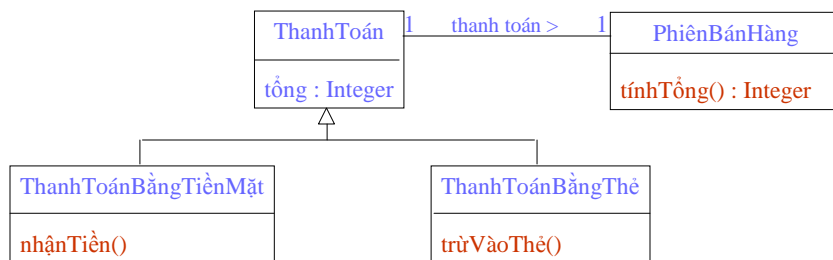 ThanhToán
1 thanh toán > 1
PhiênBánHàng
tổng : Integer
tínhTổng() : Integer
ThanhToánBằngTiềnMặt
ThanhToánBằngThẻ
nhậnTiền()
trừVàoThẻ()